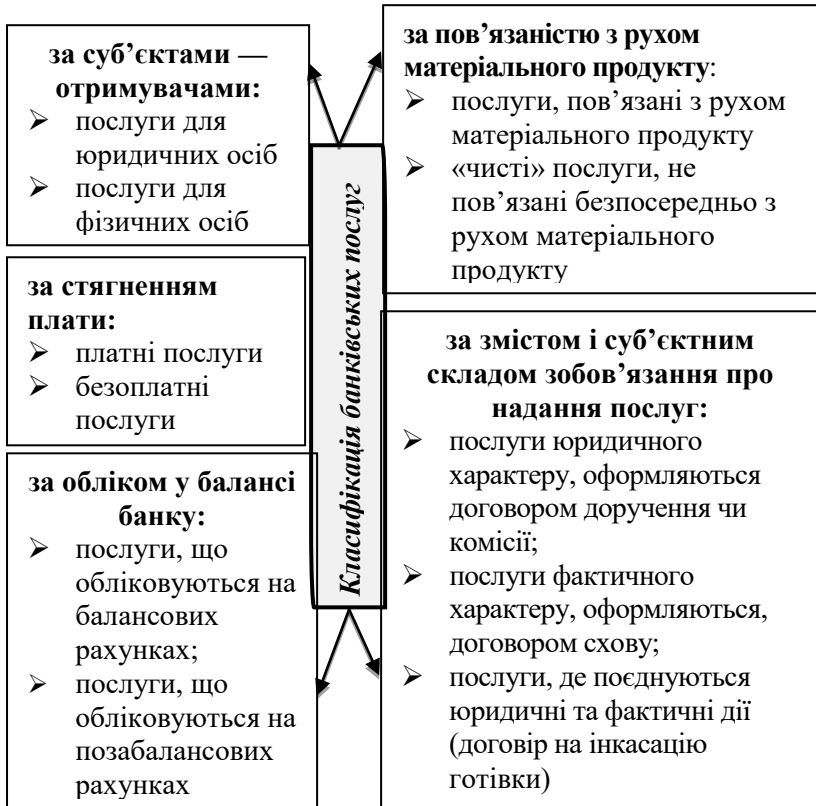 за суб’єктами —
отримувачами:
➢ послуги для
юридичних осіб
➢ послуги для
фізичних осіб
за стягненням
плати:
➢ платні послуги
➢ безоплатні
послуги
за обліком у балансі
банку:
➢ послуги, що
обліковуються на
балансових
рахунках;
➢ послуги, що
обліковуються на
позабалансових
рахунках
Класифікація банківських послуг
за пов’язаністю з рухом
матеріального продукту:
➢ послуги, пов’язані з рухом
матеріального продукту
➢ «чисті» послуги, не
пов’язані безпосередньо з
рухом матеріального
продукту
за змістом і суб’єктним
складом зобов’язання про
надання послуг:
➢ послуги юридичного
характеру, оформляються
договором доручення чи
комісії;
➢ послуги фактичного
характеру, оформляються,
договором схову;
➢ послуги, де поєднуються
юридичні та фактичні дії
(договір на інкасацію
готівки)